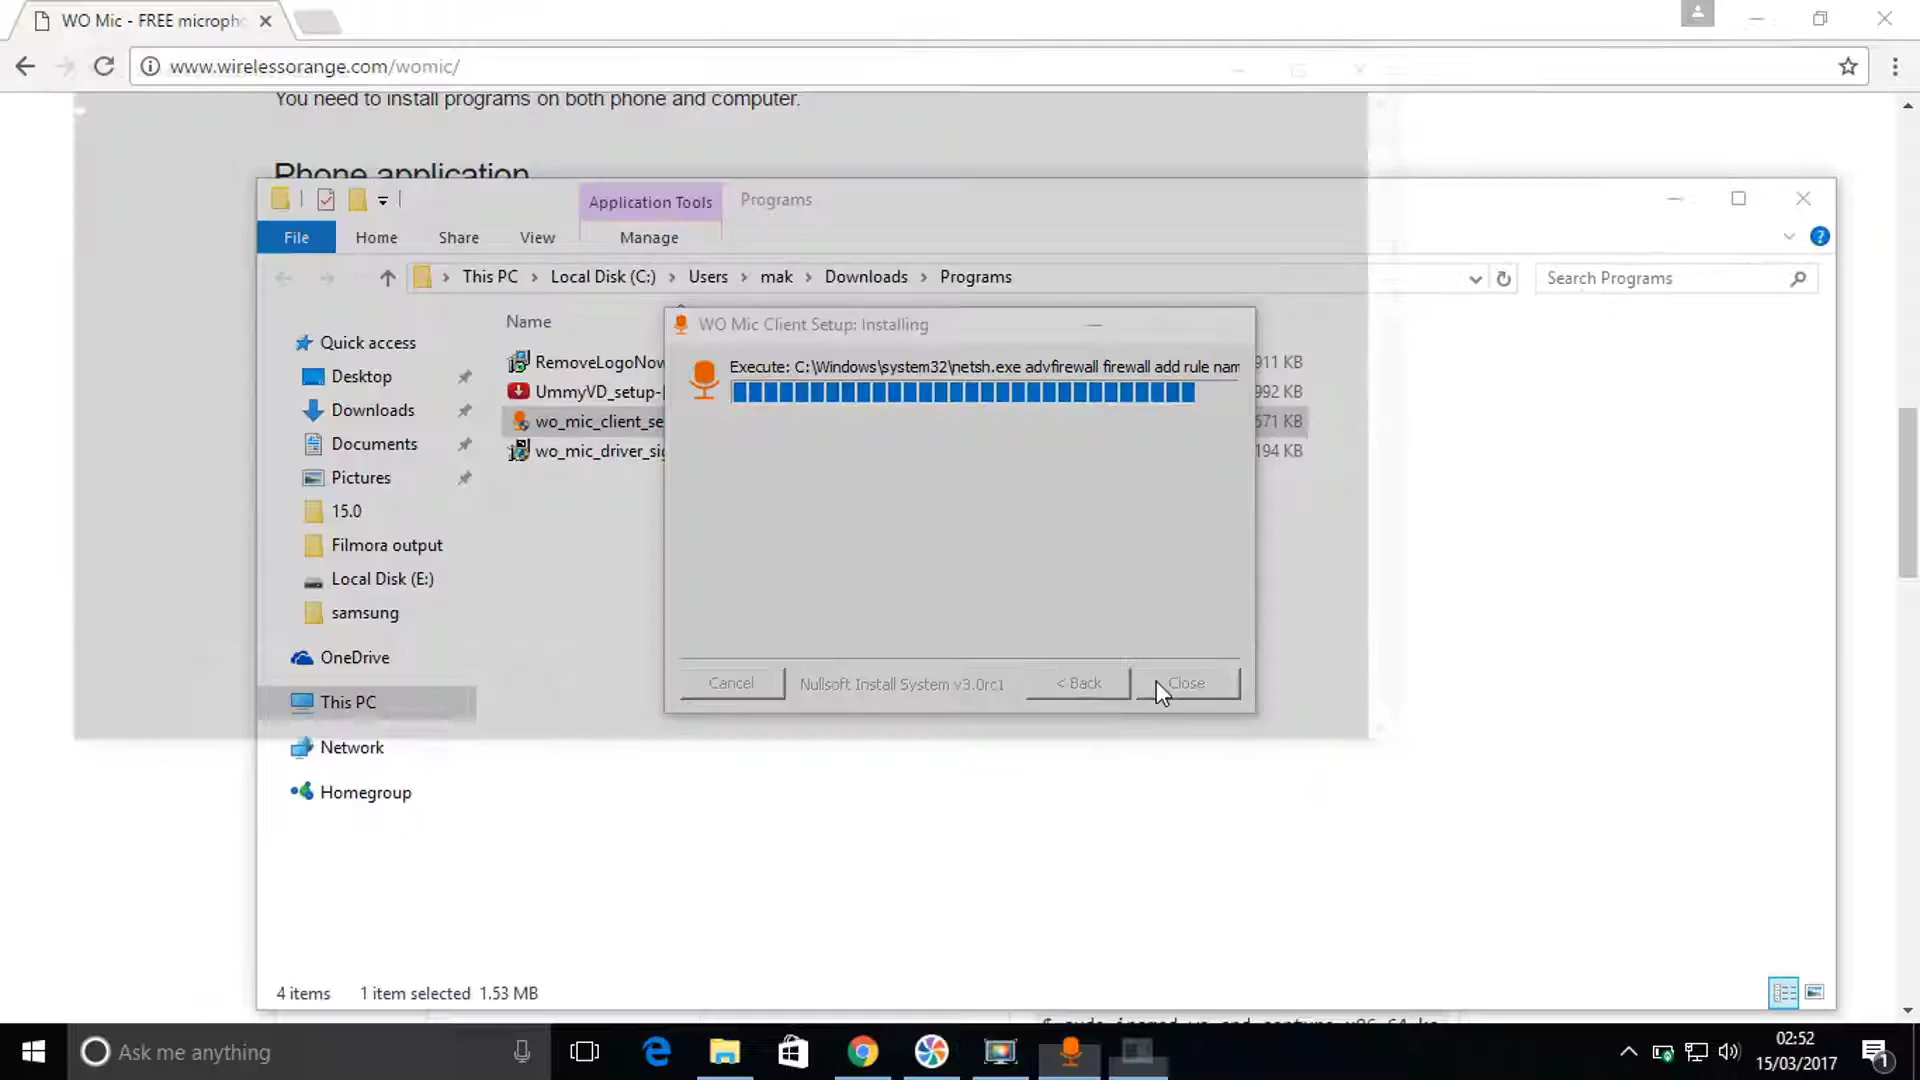 WO Mic - FREE microph
www.wirelessorange.com/womic/
You need to install programs on both phone and computer.
Phone application
Application Tools
Programs
File
Home
Share
View
Manage
This PC
Local Disk (C:)
Users
mak
Downloads
Programs
Search Programs
Name
Quick access
Desktop
Downloads
Documents
Pictures
15.0
Filmora output
Local Disk (E:)
samsung
OneDrive
This PC
Network
Homegroup
RemoveLogoNow
911 KB
UmmyVD_setup-
992 KB
wo_mic_client_se
571 KB
wo_mic_driver_sig
194 KB
WO Mic Client Setup: Installing
Execute: C:\Windows\system32\netsh.exe advfirewall firewall add rule nam
Cancel
Nullsoft Install System v3.0rc1
< Back
Close
4 items
1 item selected 1.53 MB
Ask me anything
02:52
15/03/2017
1